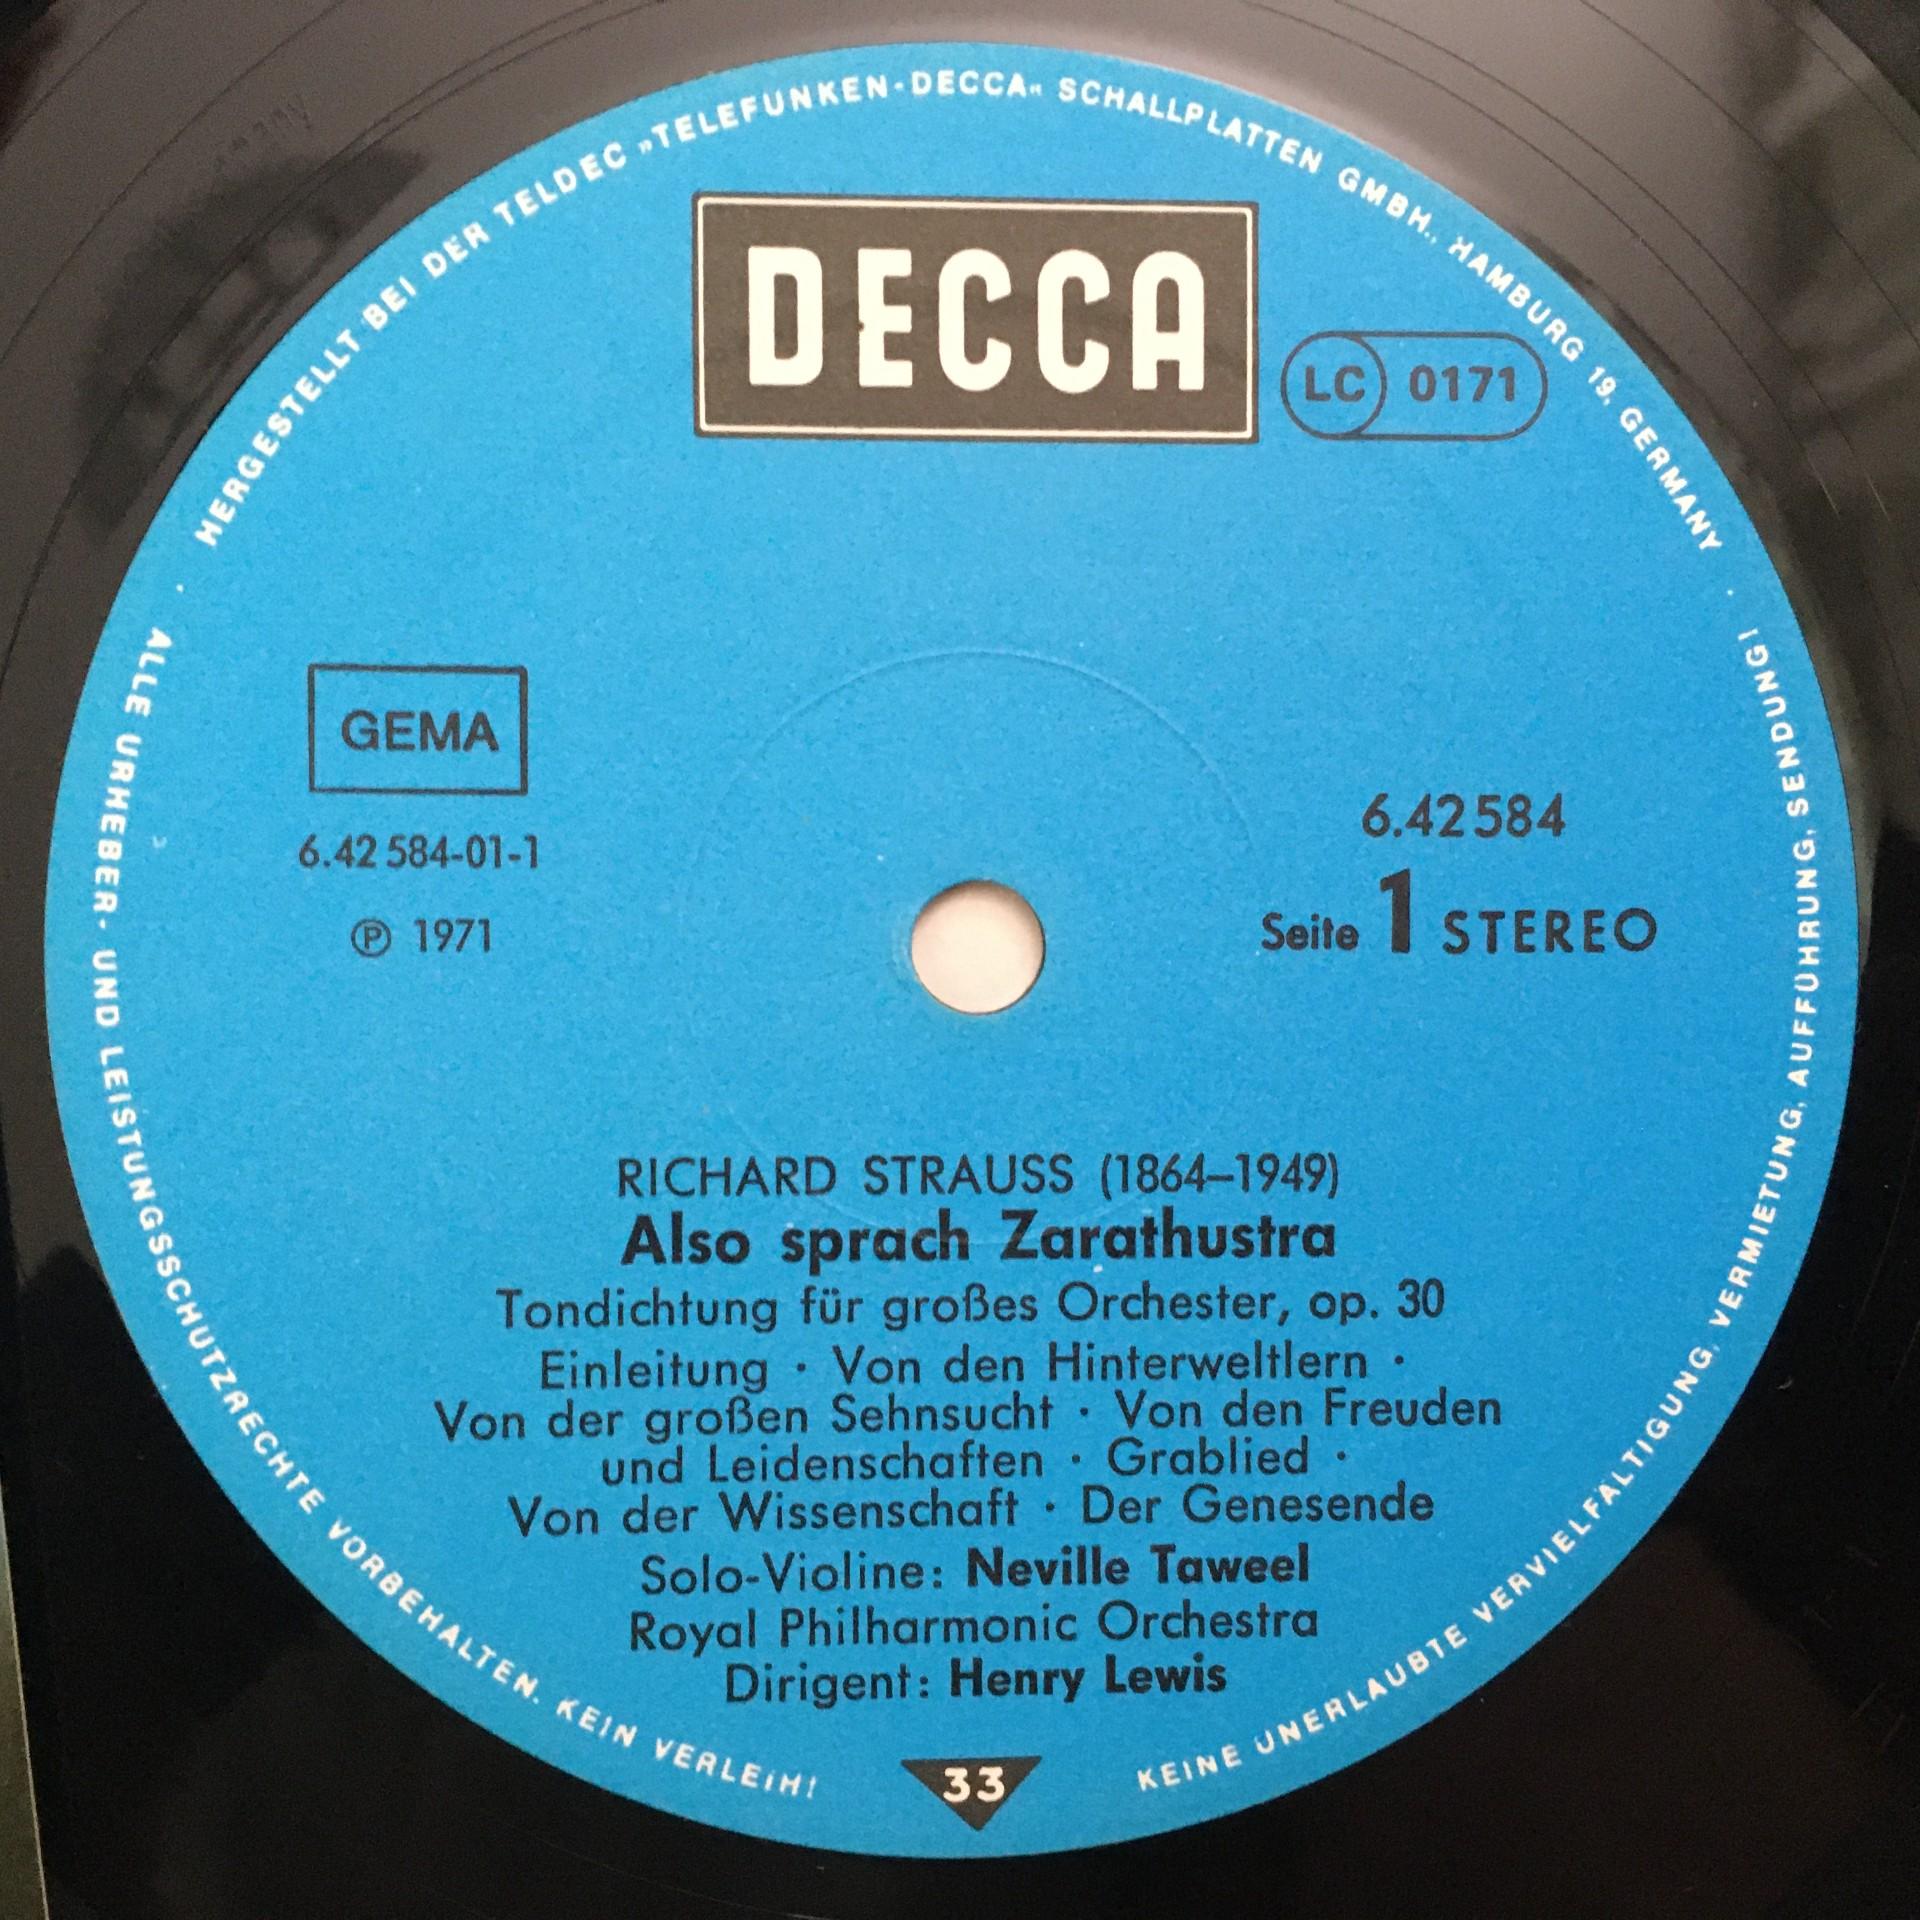 HERGESTELLT BEI DER TELDEC »TELEFUNKEN-DECCA« SCHALLPLATTEN GMBH., HAMBURG 19, GERMANY ·
DECCA
LC 0171
GEMA
6.42584-01-1
℗ 1971
6.42584
Seite 1 STEREO
RICHARD STRAUSS (1864–1949)
Also sprach Zarathustra
Tondichtung für großes Orchester, op. 30
Einleitung · Von den Hinterweltlern ·
Von der großen Sehnsucht · Von den Freuden
und Leidenschaften · Grablied ·
Von der Wissenschaft · Der Genesende
Solo-Violine: Neville Taweel
Royal Philharmonic Orchestra
Dirigent: Henry Lewis
33
· ALLE URHEBER- UND LEISTUNGSSCHUTZRECHTE VORBEHALTEN. KEIN VERLEIH!
KEINE UNERLAUBTE VERVIELFÄLTIGUNG, VERMIETUNG, AUFFÜHRUNG, SENDUNG!